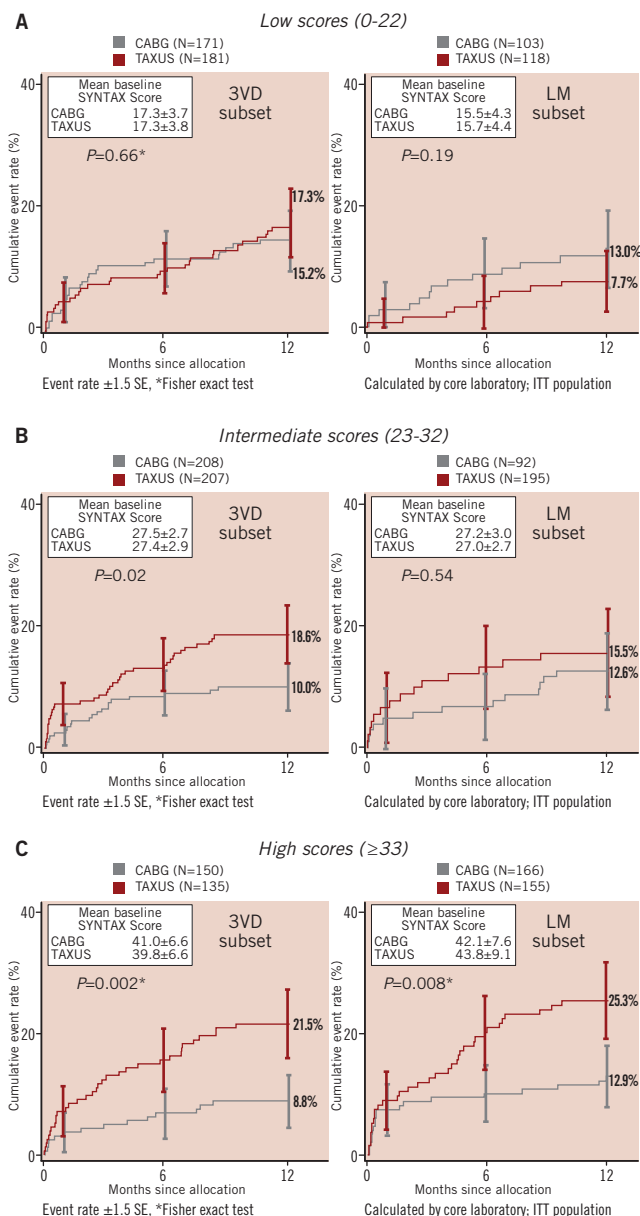 A
Low scores (0-22)
CABG (N=171)
TAXUS (N=181)
40
20
0
Cumulative event rate (%)
Mean baseline
SYNTAX Score
CABG 17.3±3.7
TAXUS 17.3±3.8
3VD
subset
P=0.66*
17.3%
15.2%
0 6 12
Months since allocation
Event rate ±1.5 SE, *Fisher exact test
CABG (N=103)
TAXUS (N=118)
40
20
0
Cumulative event rate (%)
Mean baseline
SYNTAX Score
CABG 15.5±4.3
TAXUS 15.7±4.4
LM
subset
P=0.19
13.0%
7.7%
0 6 12
Months since allocation
Calculated by core laboratory; ITT population
B
Intermediate scores (23-32)
CABG (N=208)
TAXUS (N=207)
40
20
0
Cumulative event rate (%)
Mean baseline
SYNTAX Score
CABG 27.5±2.7
TAXUS 27.4±2.9
3VD
subset
P=0.02
18.6%
10.0%
0 6 12
Months since allocation
Event rate ±1.5 SE, *Fisher exact test
CABG (N=92)
TAXUS (N=195)
40
20
0
Cumulative event rate (%)
Mean baseline
SYNTAX Score
CABG 27.2±3.0
TAXUS 27.0±2.7
LM
subset
P=0.54
15.5%
12.6%
0 6 12
Months since allocation
Calculated by core laboratory; ITT population
C
High scores (≥33)
CABG (N=150)
TAXUS (N=135)
40
20
0
Cumulative event rate (%)
Mean baseline
SYNTAX Score
CABG 41.0±6.6
TAXUS 39.8±6.6
3VD
subset
P=0.002*
21.5%
8.8%
0 6 12
Months since allocation
Event rate ±1.5 SE, *Fisher exact test
CABG (N=166)
TAXUS (N=155)
40
20
0
Cumulative event rate (%)
Mean baseline
SYNTAX Score
CABG 42.1±7.6
TAXUS 43.8±9.1
LM
subset
P=0.008*
25.3%
12.9%
0 6 12
Months since allocation
Calculated by core laboratory; ITT population